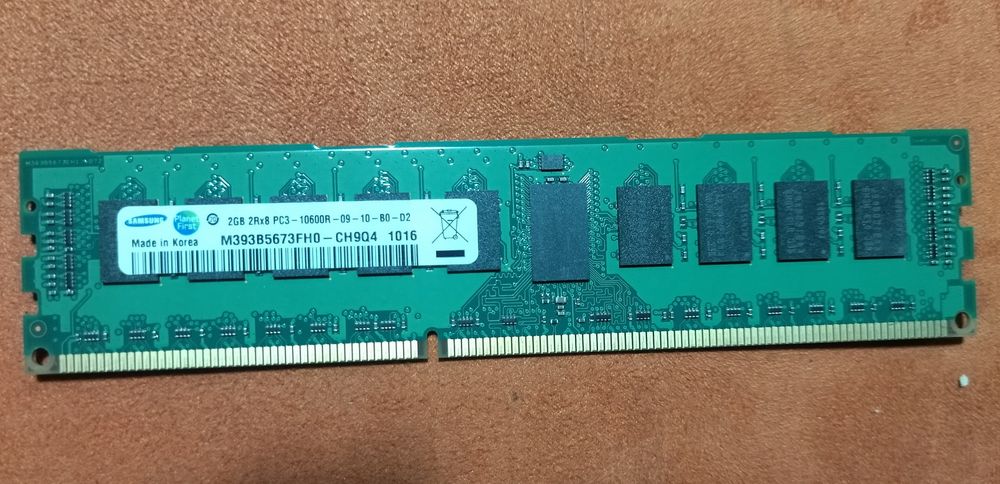 SAMSUNG
Planet
First
2GB 2Rx8 PC3-10600R-09-10-B0-D2
Made in Korea
M393B5673FH0-CH9Q4 1016